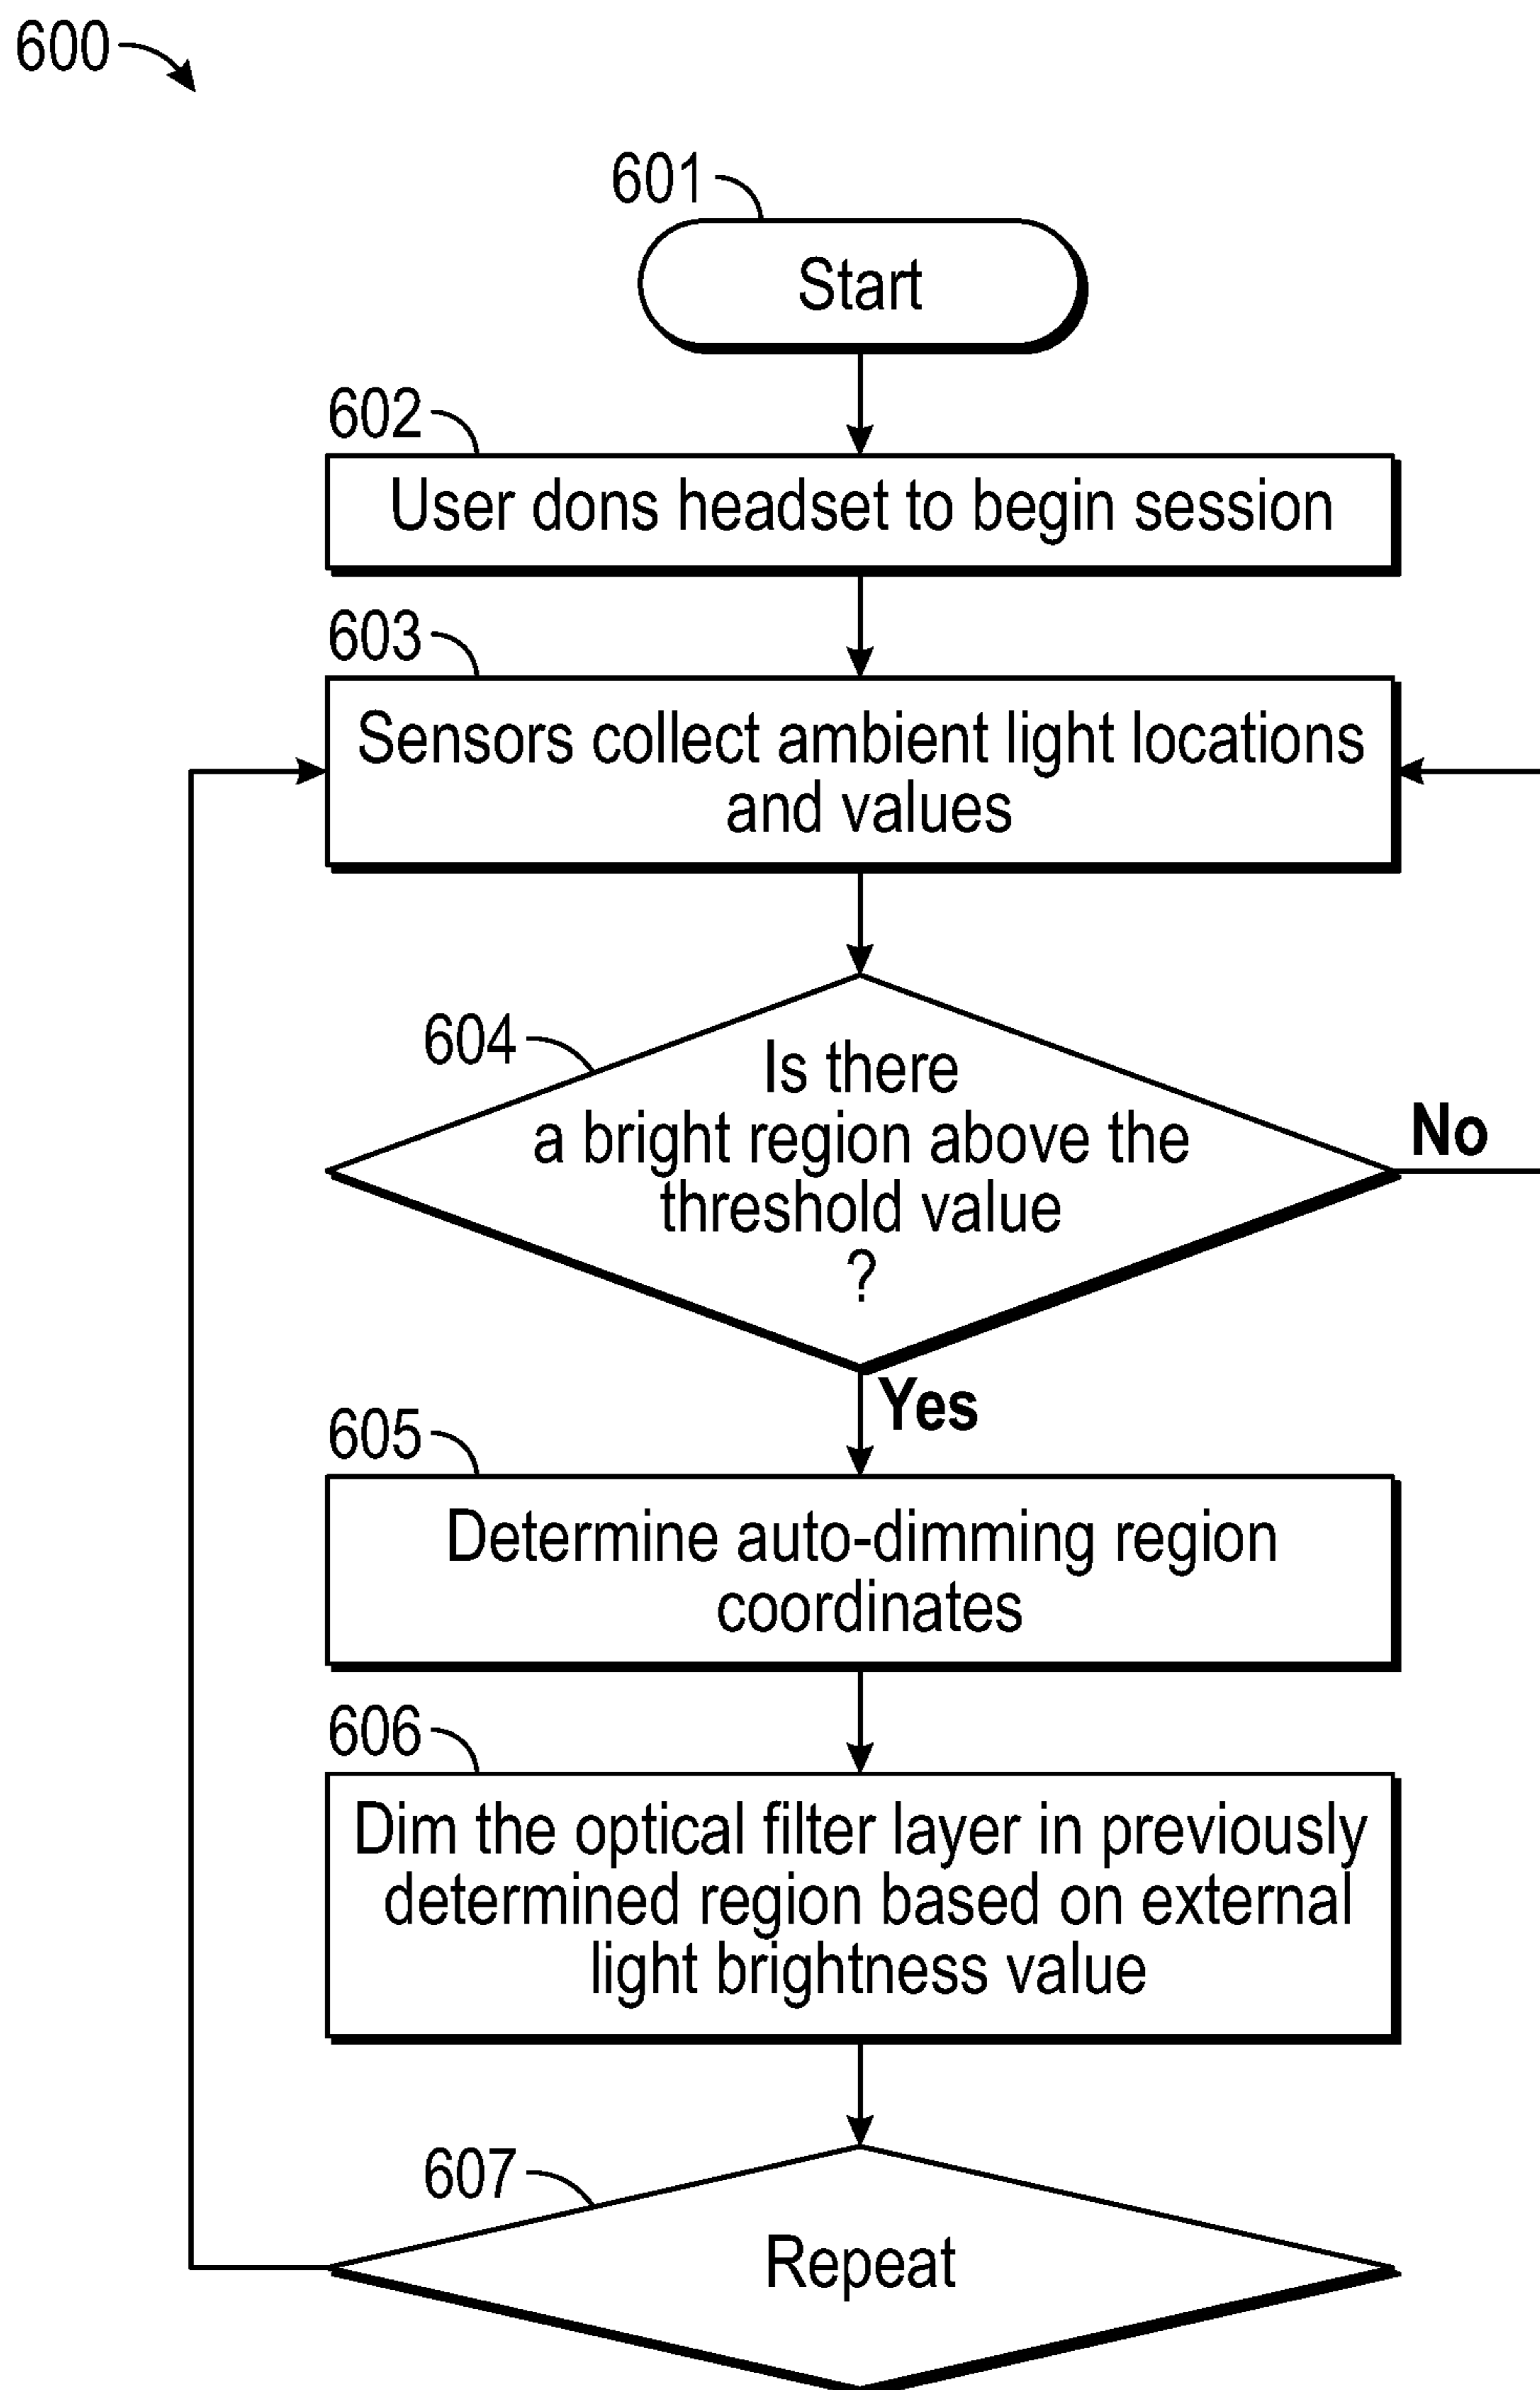 600
601
Start
602
User dons headset to begin session
603
Sensors collect ambient light locations
and values
604
Is there
a bright region above the
threshold value
?
No
Yes
605
Determine auto-dimming region
coordinates
606
Dim the optical filter layer in previously
determined region based on external
light brightness value
607
Repeat